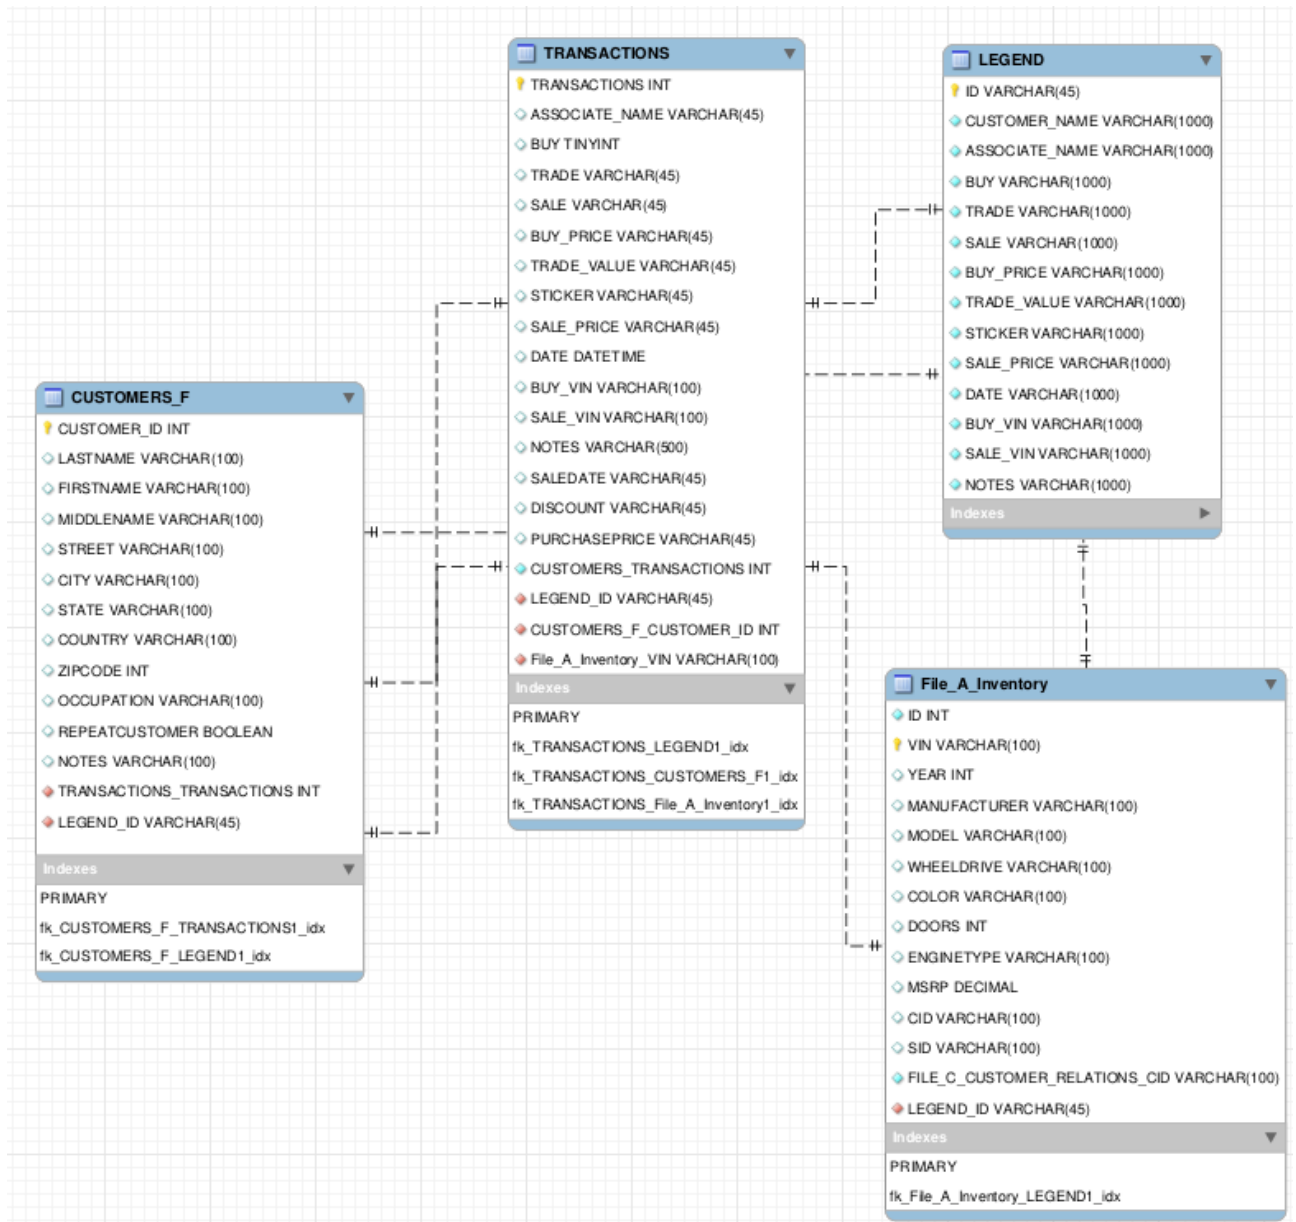 TRANSACTIONS
TRANSACTIONS INT
ASSOCIATE_NAME VARCHAR(45)
BUY TINYINT
TRADE VARCHAR(45)
SALE VARCHAR(45)
BUY_PRICE VARCHAR(45)
TRADE_VALUE VARCHAR(45)
STICKER VARCHAR(45)
SALE_PRICE VARCHAR(45)
DATE DATETIME
BUY_VIN VARCHAR(100)
SALE_VIN VARCHAR(100)
NOTES VARCHAR(500)
SALEDATE VARCHAR(45)
DISCOUNT VARCHAR(45)
PURCHASEPRICE VARCHAR(45)
CUSTOMERS_TRANSACTIONS INT
LEGEND_ID VARCHAR(45)
CUSTOMERS_F_CUSTOMER_ID INT
File_A_Inventory_VIN VARCHAR(100)
Indexes
PRIMARY
fk_TRANSACTIONS_LEGEND1_idx
fk_TRANSACTIONS_CUSTOMERS_F1_idx
fk_TRANSACTIONS_File_A_Inventory1_idx
LEGEND
ID VARCHAR(45)
CUSTOMER_NAME VARCHAR(1000)
ASSOCIATE_NAME VARCHAR(1000)
BUY VARCHAR(1000)
TRADE VARCHAR(1000)
SALE VARCHAR(1000)
BUY_PRICE VARCHAR(1000)
TRADE_VALUE VARCHAR(1000)
STICKER VARCHAR(1000)
SALE_PRICE VARCHAR(1000)
DATE VARCHAR(1000)
BUY_VIN VARCHAR(1000)
SALE_VIN VARCHAR(1000)
NOTES VARCHAR(1000)
Indexes
CUSTOMERS_F
CUSTOMER_ID INT
LASTNAME VARCHAR(100)
FIRSTNAME VARCHAR(100)
MIDDLENAME VARCHAR(100)
STREET VARCHAR(100)
CITY VARCHAR(100)
STATE VARCHAR(100)
COUNTRY VARCHAR(100)
ZIPCODE INT
OCCUPATION VARCHAR(100)
REPEATCUSTOMER BOOLEAN
NOTES VARCHAR(100)
TRANSACTIONS_TRANSACTIONS INT
LEGEND_ID VARCHAR(45)
Indexes
PRIMARY
fk_CUSTOMERS_F_TRANSACTIONS1_idx
fk_CUSTOMERS_F_LEGEND1_idx
File_A_Inventory
ID INT
VIN VARCHAR(100)
YEAR INT
MANUFACTURER VARCHAR(100)
MODEL VARCHAR(100)
WHEELDRIVE VARCHAR(100)
COLOR VARCHAR(100)
DOORS INT
ENGINETYPE VARCHAR(100)
MSRP DECIMAL
CID VARCHAR(100)
SID VARCHAR(100)
FILE_C_CUSTOMER_RELATIONS_CID VARCHAR(100)
LEGEND_ID VARCHAR(45)
Indexes
PRIMARY
fk_File_A_Inventory_LEGEND1_idx